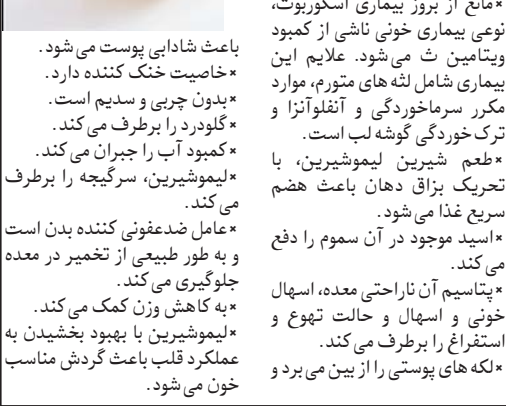 *مانع از بروز بیماری اسکوربوت،
نوعی بیماری خونی ناشی از کمبود
ویتامین ث می‌شود. علایم این
بیماری شامل لثه‌های متورم، موارد
مکرر سرماخوردگی و آنفلوآنزا و
ترک‌خوردگی گوشه لب است.
*طعم شیرین لیموشیرین، با
تحریک بزاق دهان باعث هضم
سریع غذا می‌شود.
*اسید موجود در آن سموم را دفع
می‌کند.
*پتاسیم آن ناراحتی معده، اسهال
خونی و اسهال و حالت تهوع و
استفراغ را برطرف می‌کند.
*لکه‌های پوستی را از بین می‌برد و
باعث شادابی پوست می‌شود.
*خاصیت خنک کننده دارد.
*بدون چربی و سدیم است.
*گلودرد را برطرف می‌کند.
*کمبود آب را جبران می‌کند.
*لیموشیرین، سرگیجه را برطرف
می‌کند.
*عامل ضدعفونی کننده بدن است
و به طور طبیعی از تخمیر در معده
جلوگیری می‌کند.
*به کاهش وزن کمک می‌کند.
*لیموشیرین با بهبود بخشیدن به
عملکرد قلب باعث گردش مناسب
خون می‌شود.